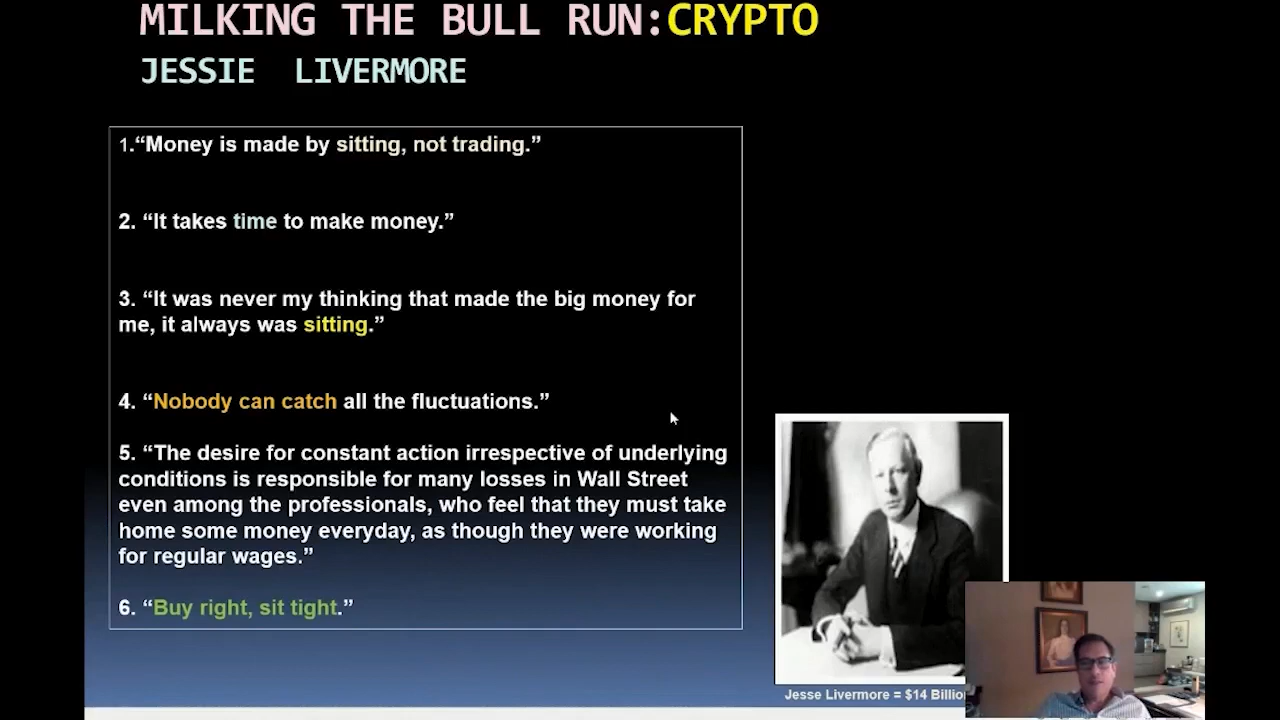 MILKING THE BULL RUN:CRYPTO
JESSIE LIVERMORE
1.“Money is made by sitting, not trading.”
2. “It takes time to make money.”
3. “It was never my thinking that made the big money for
me, it always was sitting.”
4. “Nobody can catch all the fluctuations.”
5. “The desire for constant action irrespective of underlying
conditions is responsible for many losses in Wall Street
even among the professionals, who feel that they must take
home some money everyday, as though they were working
for regular wages.”
6. “Buy right, sit tight.”
Jesse Livermore = $14